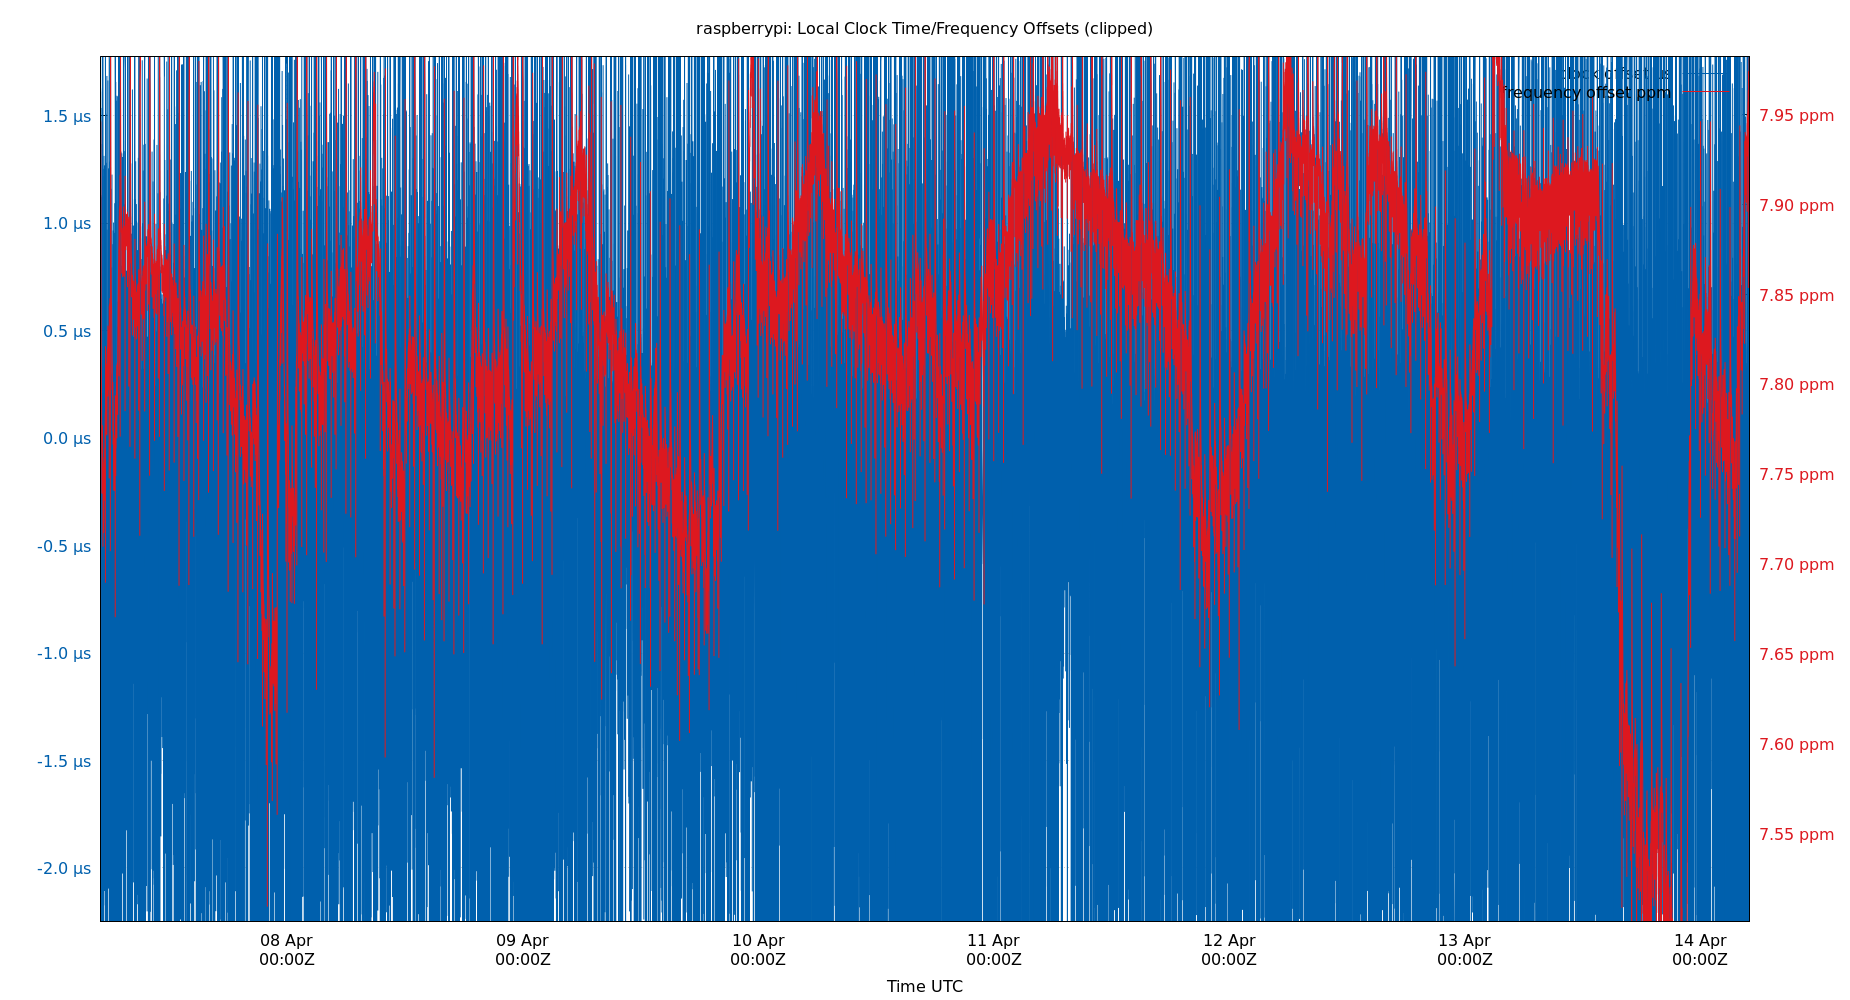 raspberrypi: Local Clock Time/Frequency Offsets (clipped)
clock offset µs
frequency offset ppm
1.5 µs
1.0 µs
0.5 µs
0.0 µs
-0.5 µs
-1.0 µs
-1.5 µs
-2.0 µs
7.95 ppm
7.90 ppm
7.85 ppm
7.80 ppm
7.75 ppm
7.70 ppm
7.65 ppm
7.60 ppm
7.55 ppm
08 Apr
00:00Z
09 Apr
00:00Z
10 Apr
00:00Z
11 Apr
00:00Z
12 Apr
00:00Z
13 Apr
00:00Z
14 Apr
00:00Z
Time UTC